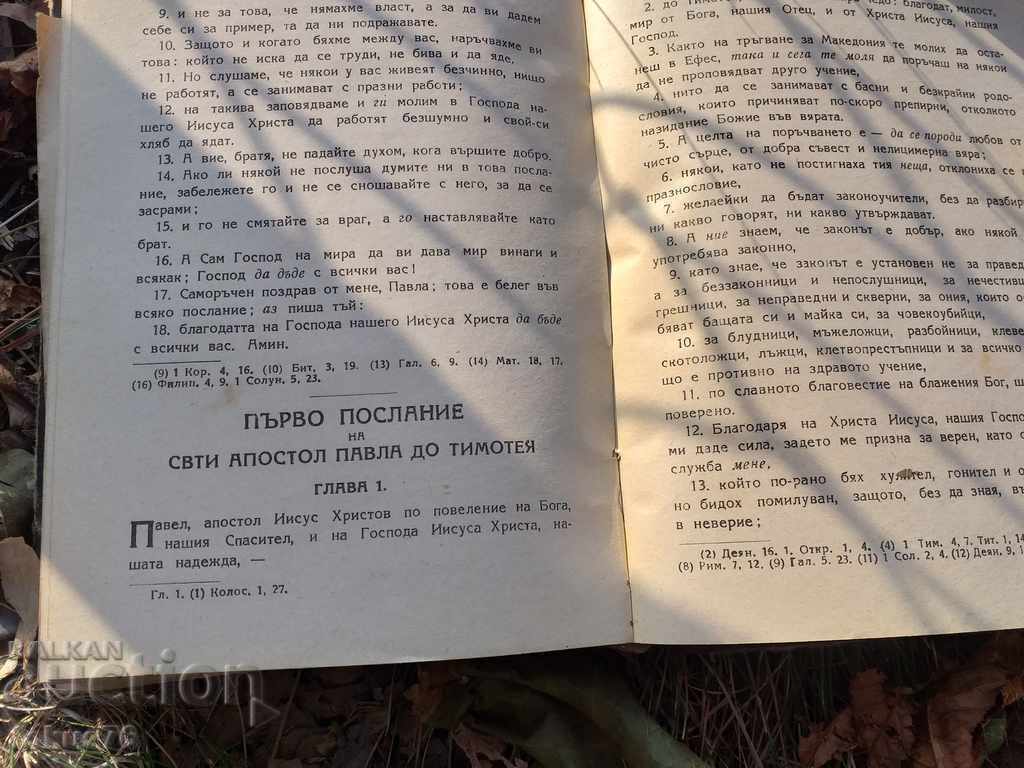 9. и не за това, че нямахме власт, а за да ви дадем
себе си за пример, та да ни подражавате.
10. Защото и когато бяхме между вас, наръчвахме ви
това: който не иска да се труди, не бива и да яде,
11. Но слушаме, че някои у вас живеят безчинно, нищо
не работят, а се занимават с празни работи;
12. на такива заповядваме и ги молим в Господа на-
шего Иисуса Христа да работят безшумно и свой-си
хляб да ядат.
13. А вие, братя, не падайте духом, кога вършите добро.
14. Ако ли някой не послуша думите ни в това посла-
ние, забележете го и не се сношавайте с него, за да се
засрами;
15. и го не смятайте за враг, а го наставлявайте като
брат.
16. А Сам Господ на мира да ви дава мир винаги и
всякак; Господ да бъде с всички вас!
17. Саморъчен поздрав от мене, Павла; това е белег във
всяко послание; аз пиша тъй:
18. благодатта на Господа нашего Иисуса Христа да бъде
с всички вас. Амин.
(9) 1 Кор. 4, 16. (10) Бит. 3, 19. (13) Гал. 6, 9. (14) Мат. 18, 17.
(16) Филип. 4, 9. 1 Солун. 5, 23.
ПЪРВО ПОСЛАНИЕ
НА
СВТИ АПОСТОЛ ПАВЛА ДО ТИМОТЕЯ
ГЛАВА 1.
Павел, апостол Иисус Христов по повеление на Бога,
нашия Спасител, и на Господа Иисуса Христа, на-
шата надежда, —
Гл. 1. (1) Колос. 1, 27.
2. до чедо: благодат, милост,
мир от Бога, нашия Отец, и от Христа Иисуса, нашия
Господ.
3. Както на тръгване за Македония те молих да оста-
неш в Ефес, така и сега те моля да поръчаш на някои
да не проповядват друго учение,
4. нито да се занимават с басни и безкрайни родо-
словия, които причиняват по-скоро препирни, отколкото
назидание Божие във вярата.
5. А целта на поръчването е — да се породи любов от
чисто сърце, от добра съвест и нелицимерна вяра;
6. някои, като не постигнаха тия неща, отклониха се
празнословие,
7. желаейки да бъдат законоучители, без да
ни какво говорят, ни какво утвърждават.
8. А ние знаем, че законът е добър, ако някой
употребява законно,
9. като знае, че законът е установен не за
а за беззаконници и непослушници, за
грешници, за неправедни и скверни, за ония, които
бяват бащата си и майка си, за човекоубийци,
10. за блудници, мъжеложци, разбойници,
скотоложци, лъжци, клетвопрестъпници и за всичко
що е противно на здравото учение,
11. по славното благовестие на блажения Бог,
поверено.
12. Благодаря на Христа Иисуса, нашия
ми даде сила, задето ме призна за верен, като
служба мене,
13. който по-рано бях хулител, гонител и
но бидох помилуван, защото, без да зная,
в неверие;
(2) Деян. 16. 1. Откр. 1, 4. (4) 1 Тим. 4, 7. Тит. 1, 14
(8) Рим. 7, 12. (9) Гал. 5. 23. (11) 1 Сол. 2, 4. (12) Деян. 9, 1
BALKAN
auction